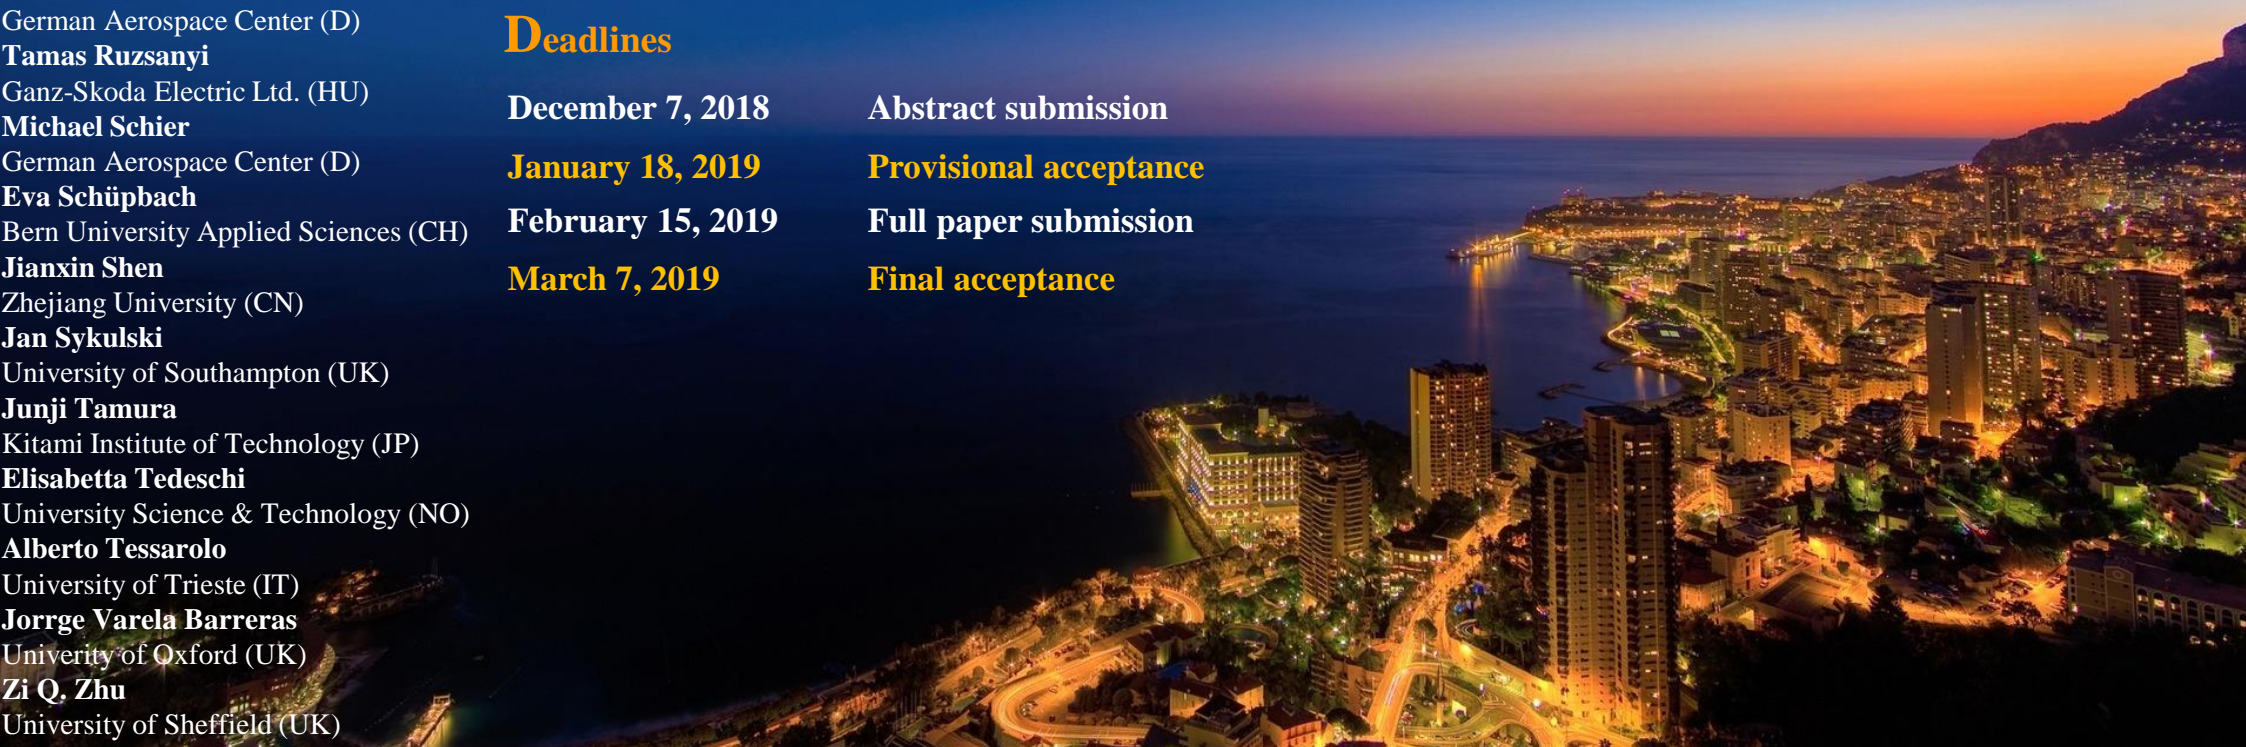 German Aerospace Center (D)
Tamas Ruzsanyi
Ganz-Skoda Electric Ltd. (HU)
Michael Schier
German Aerospace Center (D)
Eva Schüpbach
Bern University Applied Sciences (CH)
Jianxin Shen
Zhejiang University (CN)
Jan Sykulski
University of Southampton (UK)
Junji Tamura
Kitami Institute of Technology (JP)
Elisabetta Tedeschi
University Science & Technology (NO)
Alberto Tessarolo
University of Trieste (IT)
Jorrge Varela Barreras
Univerity of Oxford (UK)
Zi Q. Zhu
University of Sheffield (UK)
Deadlines
December 7, 2018 Abstract submission
January 18, 2019 Provisional acceptance
February 15, 2019 Full paper submission
March 7, 2019 Final acceptance